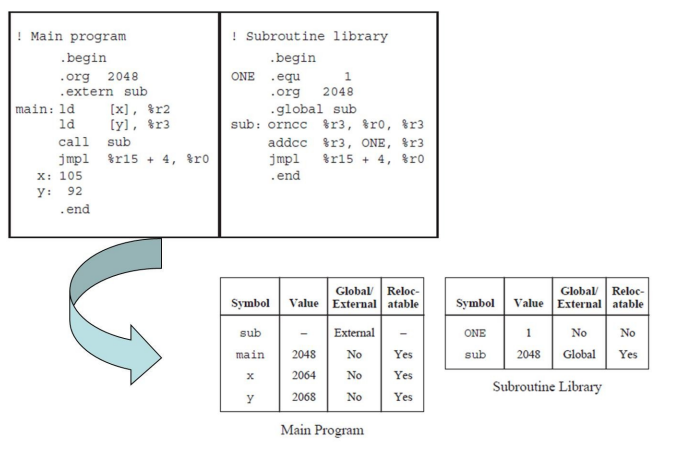 ! Main program
.begin
.org 2048
.extern sub
main: ld [x], %r2
ld [y], %r3
call sub
jmpl %r15 + 4, %r0
x: 105
y: 92
.end
! Subroutine library
.begin
ONE .equ 1
.org 2048
.global sub
sub: orncc %r3, %r0, %r3
addcc %r3, ONE, %r3
jmpl %r15 + 4, %r0
.end
Symbol Value Global/ External Reloc- atable
sub – External –
main 2048 No Yes
x 2064 No Yes
y 2068 No Yes
Main Program
Symbol Value Global/ External Reloc- atable
ONE 1 No No
sub 2048 Global Yes
Subroutine Library